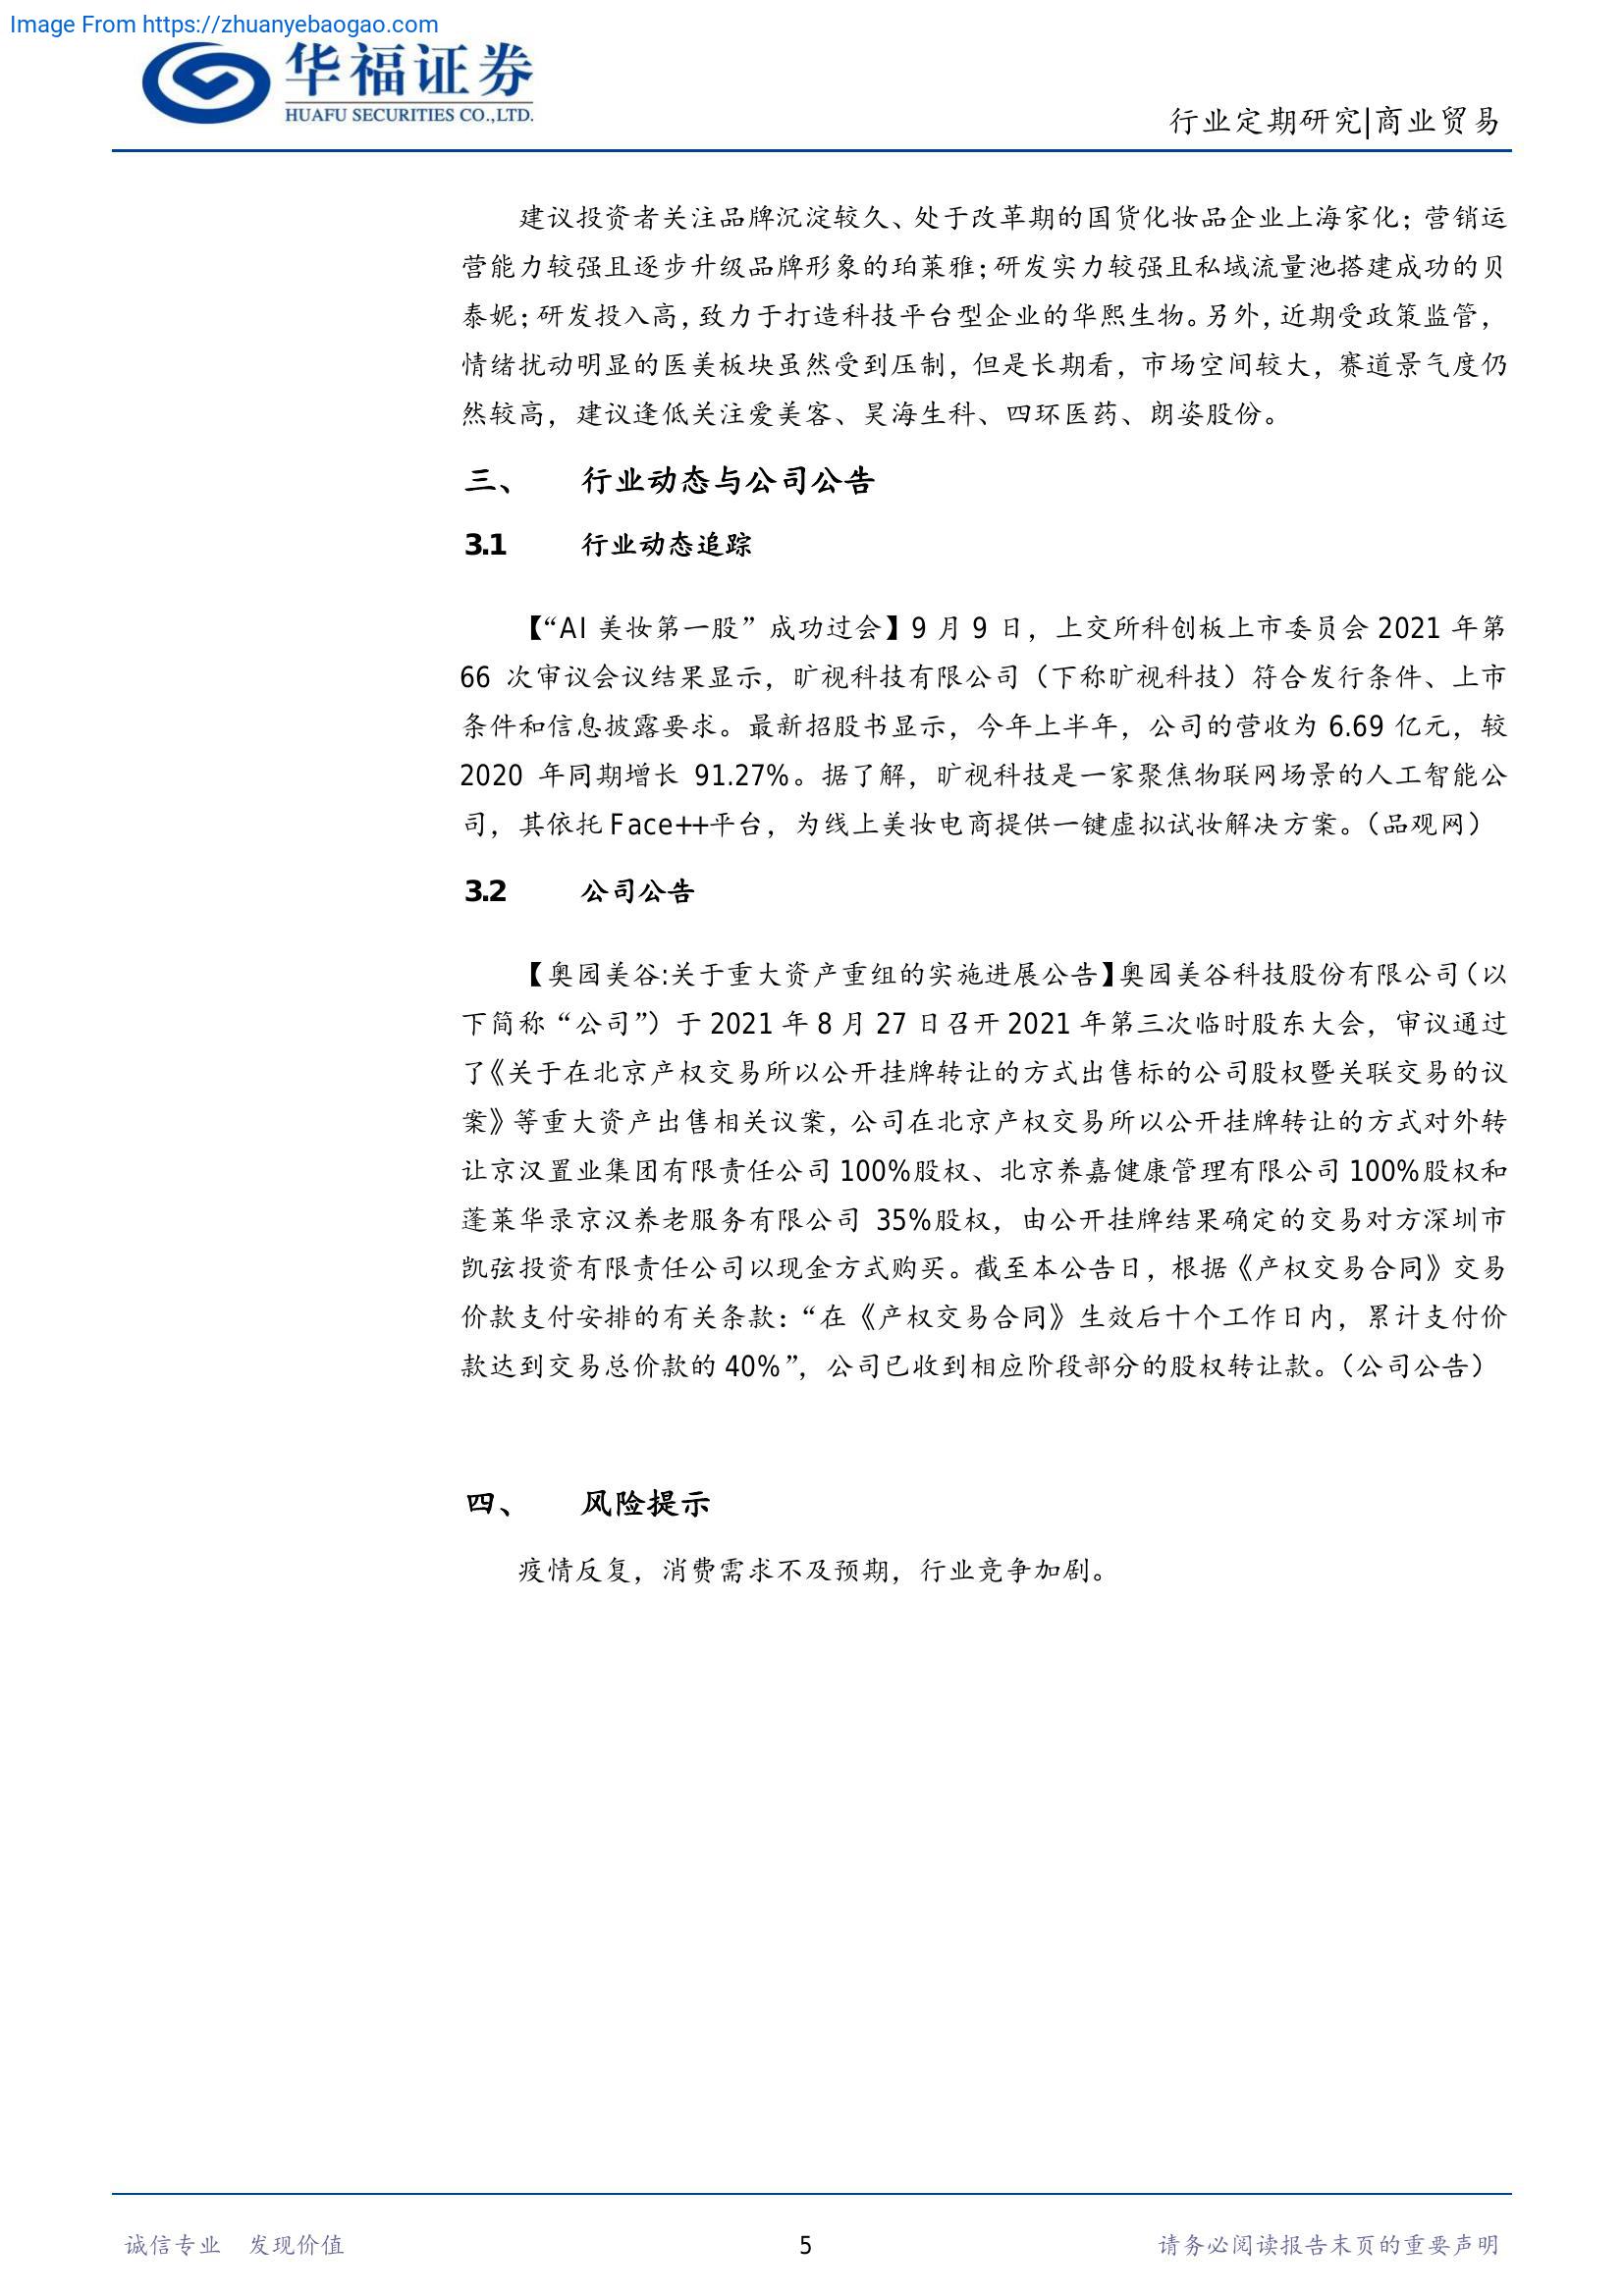 Image From https://zhuanyebaogao.com
华福证券
HUAFU SECURITIES CO.,LTD.
行业定期研究|商业贸易
建议投资者关注品牌沉淀较久、处于改革期的国货化妆品企业上海家化；营销运
营能力较强且逐步升级品牌形象的珀莱雅；研发实力较强且私域流量池搭建成功的贝
泰妮；研发投入高，致力于打造科技平台型企业的华熙生物。另外，近期受政策监管，
情绪扰动明显的医美板块虽然受到压制，但是长期看，市场空间较大，赛道景气度仍
然较高，建议逢低关注爱美客、昊海生科、四环医药、朗姿股份。
三、 行业动态与公司公告
3.1 行业动态追踪
【“AI 美妆第一股”成功过会】9 月 9 日，上交所科创板上市委员会 2021 年第
66 次审议会议结果显示，旷视科技有限公司（下称旷视科技）符合发行条件、上市
条件和信息披露要求。最新招股书显示，今年上半年，公司的营收为 6.69 亿元，较
2020 年同期增长 91.27%。据了解，旷视科技是一家聚焦物联网场景的人工智能公
司，其依托 Face++平台，为线上美妆电商提供一键虚拟试妆解决方案。（品观网）
3.2 公司公告
【奥园美谷:关于重大资产重组的实施进展公告】奥园美谷科技股份有限公司（以
下简称“公司”）于 2021 年 8 月 27 日召开 2021 年第三次临时股东大会，审议通过
了《关于在北京产权交易所以公开挂牌转让的方式出售标的公司股权暨关联交易的议
案》等重大资产出售相关议案，公司在北京产权交易所以公开挂牌转让的方式对外转
让京汉置业集团有限责任公司 100%股权、北京养嘉健康管理有限公司 100%股权和
蓬莱华录京汉养老服务有限公司 35%股权，由公开挂牌结果确定的交易对方深圳市
凯弦投资有限责任公司以现金方式购买。截至本公告日，根据《产权交易合同》交易
价款支付安排的有关条款：“在《产权交易合同》生效后十个工作日内，累计支付价
款达到交易总价款的 40%”，公司已收到相应阶段部分的股权转让款。（公司公告）
四、 风险提示
疫情反复，消费需求不及预期，行业竞争加剧。
诚信专业 发现价值
5
请务必阅读报告末页的重要声明